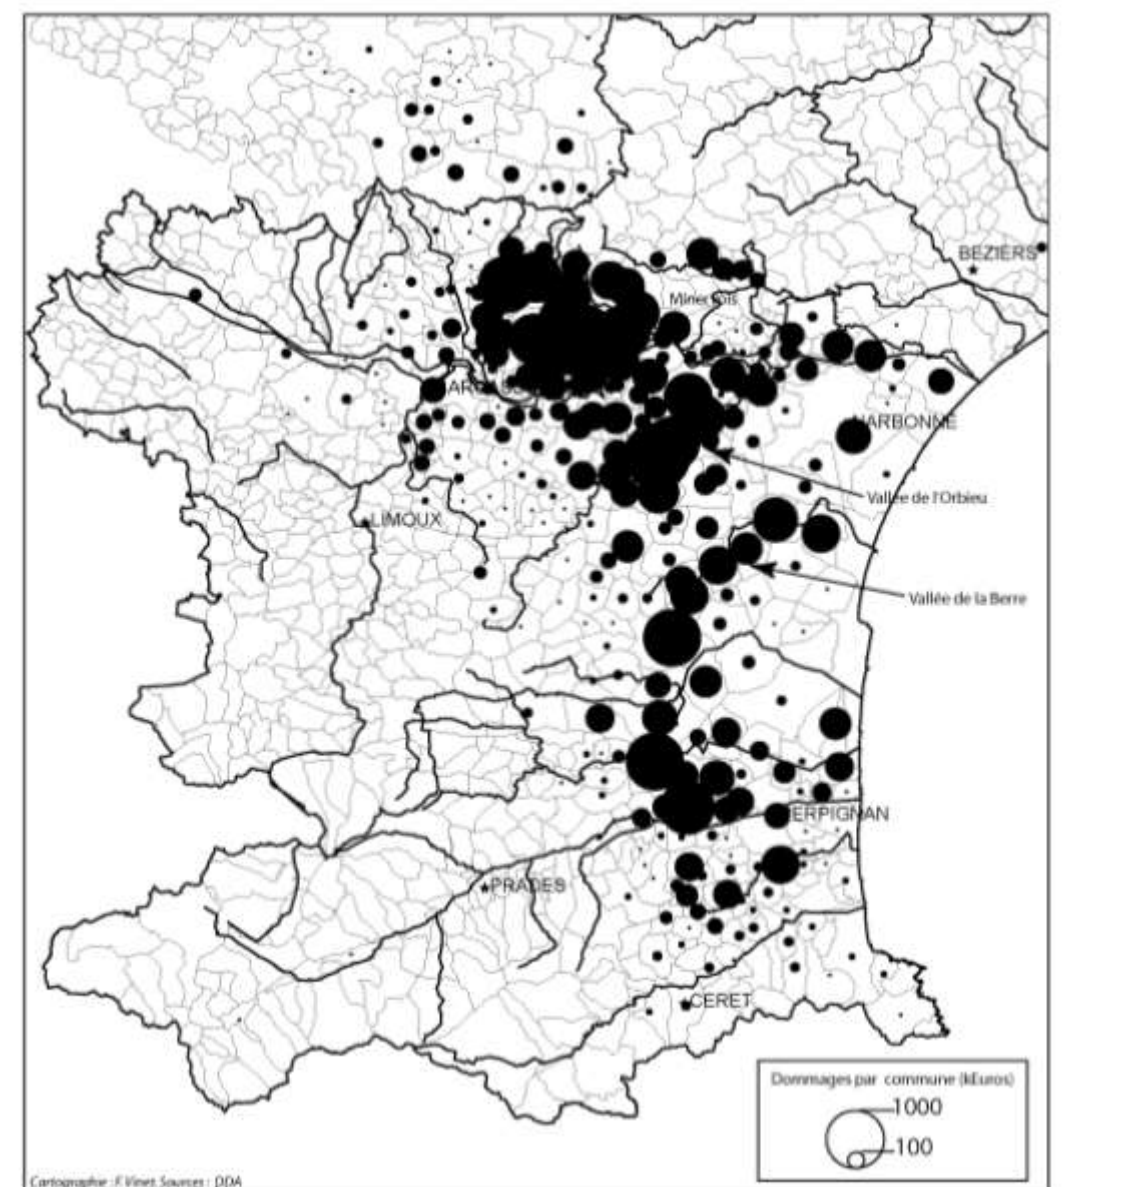 BEZIERS
Minervois
NARBONNE
Vallée de l'Orbieu
LIMOUX
Vallée de la Berre
PERPIGNAN
PRADES
CERET
Dommages par commune (kEuros)
1000
100
Cartographie : F. Vinet Sources : DDA